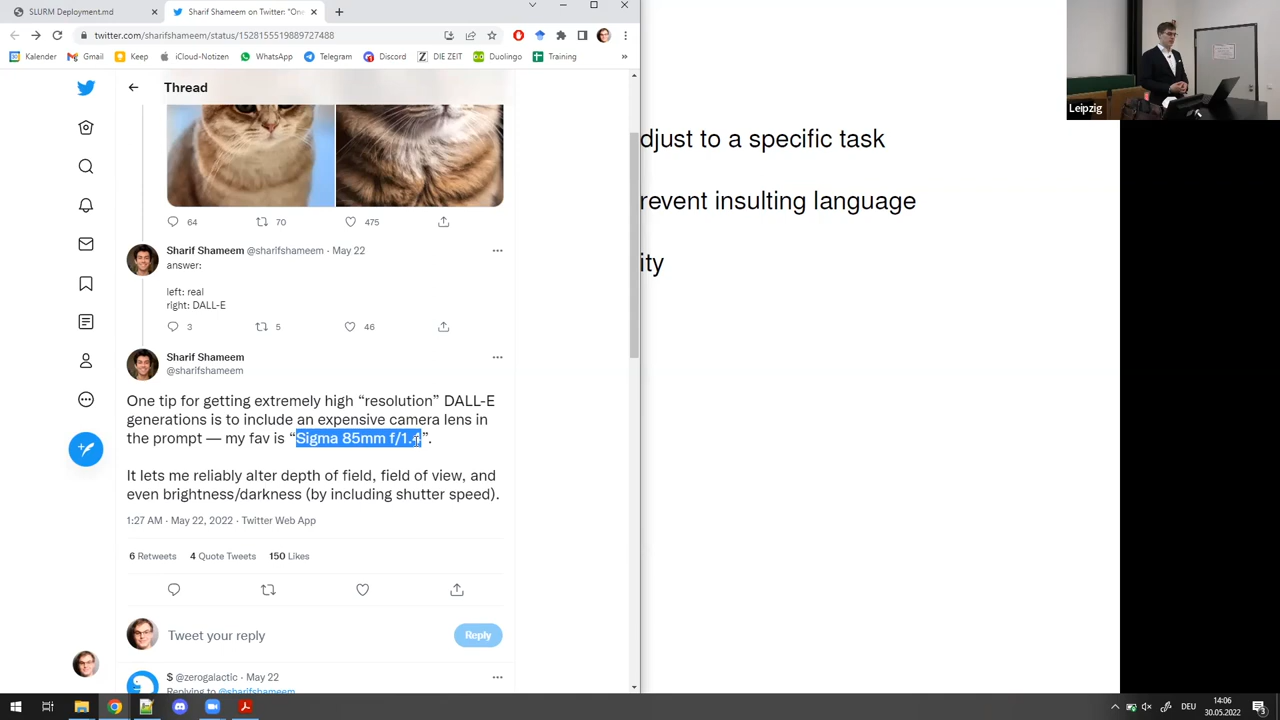 SLURM Deployment.md
Sharif Shameem on Twitter: "One
twitter.com/sharifshameem/status/1528155519889727488
Kalender
Gmail
Keep
iCloud-Notizen
WhatsApp
Telegram
Discord
DIE ZEIT
Duolingo
Training
»
Thread
64
70
475
Sharif Shameem @sharifshameem · May 22
answer:
left: real
right: DALL-E
3
5
46
Sharif Shameem
@sharifshameem
One tip for getting extremely high “resolution” DALL-E
generations is to include an expensive camera lens in
the prompt — my fav is “Sigma 85mm f/1.4”.
It lets me reliably alter depth of field, field of view, and
even brightness/darkness (by including shutter speed).
1:27 AM · May 22, 2022 · Twitter Web App
6 Retweets
4 Quote Tweets
150 Likes
Tweet your reply
Reply
$ @zerogalactic · May 22
Replying to @sharifshameem
djust to a specific task
revent insulting language
ity
Leipzig
DEU
14:06
30.05.2022
3